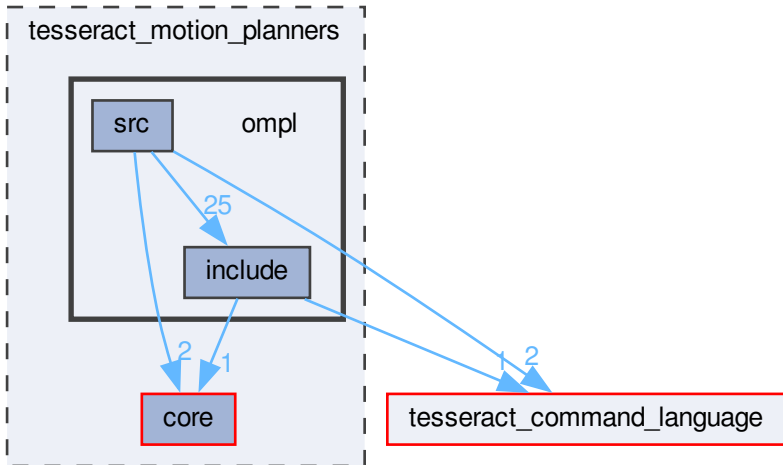 tesseract_motion_planners
src
ompl
25
include
2
1
1
2
core
tesseract_command_language